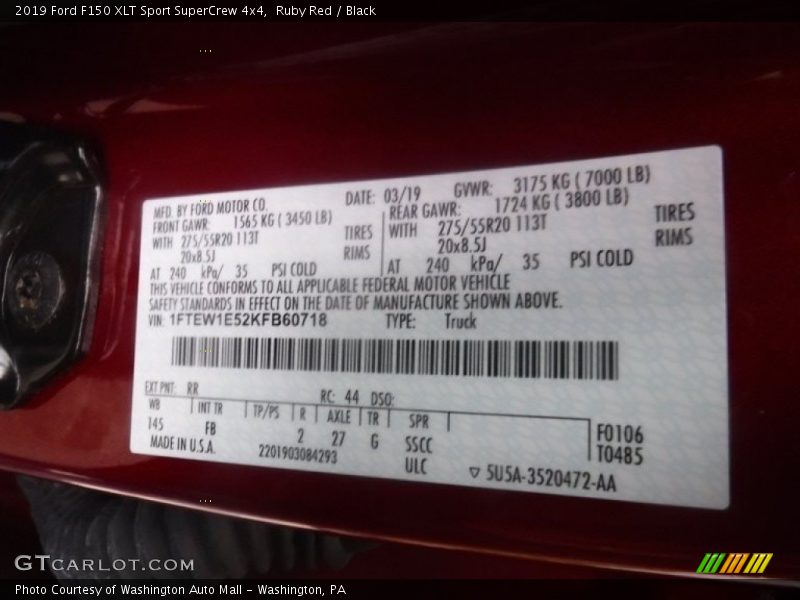 2019 Ford F150 XLT Sport SuperCrew 4x4, Ruby Red / Black
MFD. BY FORD MOTOR CO.
DATE: 03/19 GVWR: 3175 KG ( 7000 LB)
FRONT GAWR: 1565 KG ( 3450 LB)
REAR GAWR: 1724 KG ( 3800 LB)
WITH 275/55R20 113T TIRES
WITH 275/55R20 113T TIRES
20x8.5J RIMS
20x8.5J RIMS
AT 240 kPa/ 35 PSI COLD
AT 240 kPa/ 35 PSI COLD
THIS VEHICLE CONFORMS TO ALL APPLICABLE FEDERAL MOTOR VEHICLE
SAFETY STANDARDS IN EFFECT ON THE DATE OF MANUFACTURE SHOWN ABOVE.
VIN: 1FTEW1E52KFB60718 TYPE: Truck
EXT PNT: RR RC: 44 DSO:
WB INT TR TP/PS R AXLE TR SPR
145 FB 2 27 G SSCC
F0106
T0485
MADE IN U.S.A. 2201903084293 ULC
5U5A-3520472-AA
GTCARLOT.COM
Photo Courtesy of Washington Auto Mall - Washington, PA